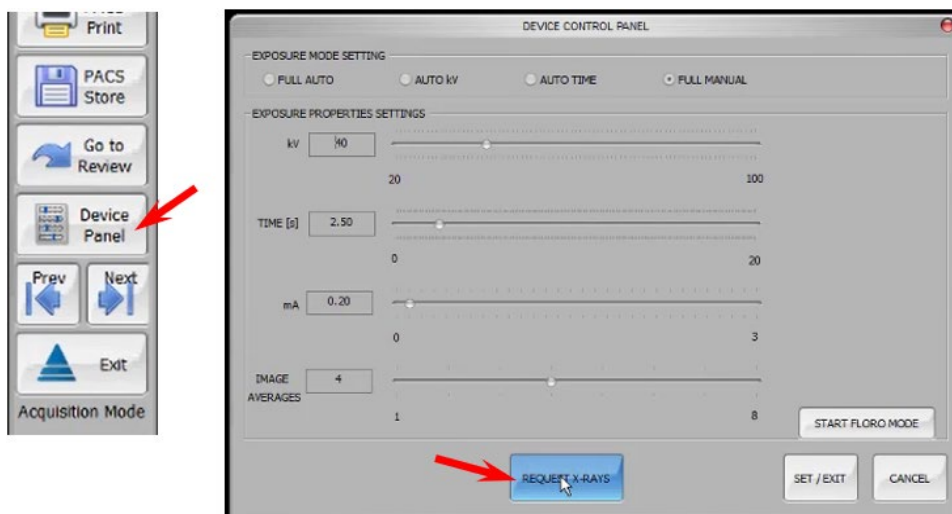 Print
PACS
Store
Go to
Review
Device
Panel
Prev Next
Exit
Acquisition Mode
DEVICE CONTROL PANEL
EXPOSURE MODE SETTING
FULL AUTO AUTO kV AUTO TIME FULL MANUAL
EXPOSURE PROPERTIES SETTINGS
kV 40
20 100
TIME [s] 2.50
0 20
mA 0.20
0 3
IMAGE
AVERAGES 4
1 8
START FLORO MODE
REQUEST X-RAYS SET / EXIT CANCEL